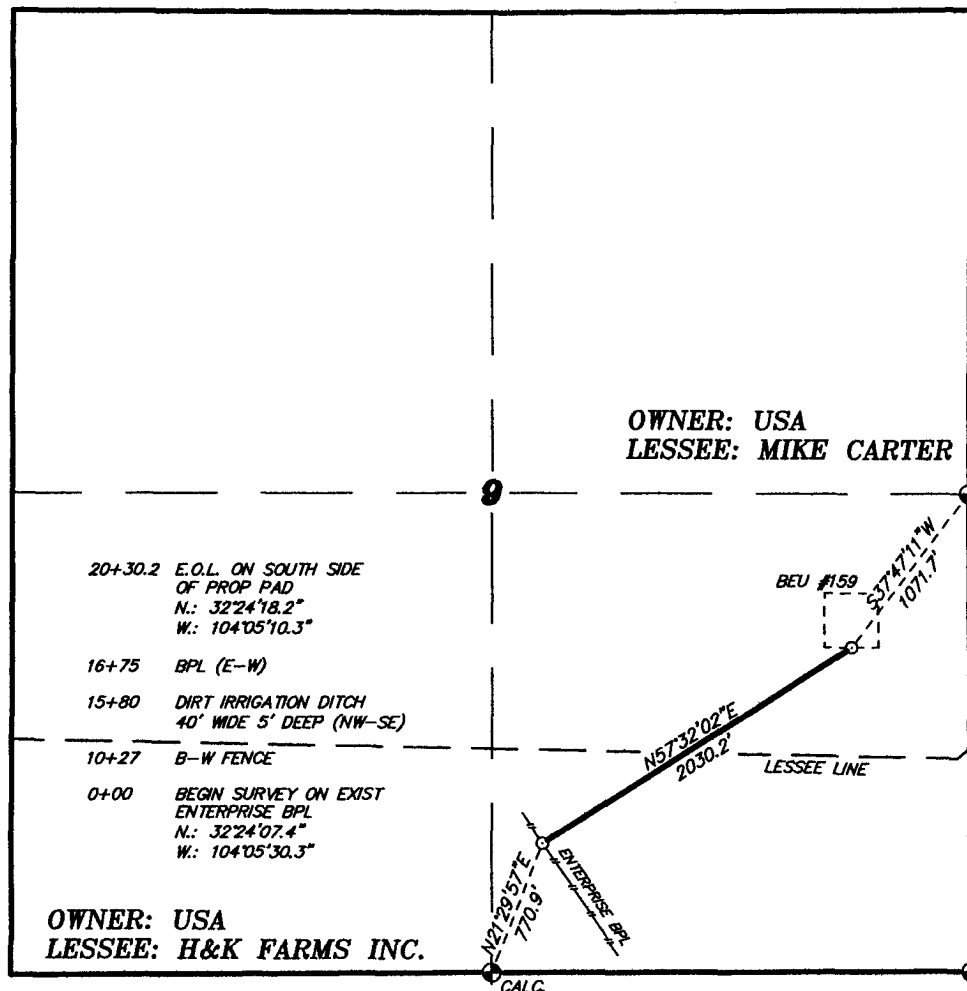 OWNER: USA
LESSEE: MIKE CARTER
9
20+30.2 E.O.L. ON SOUTH SIDE
OF PROP PAD
N.: 32°24'18.2"
W.: 104°05'10.3"
16+75 BPL (E-W)
15+80 DIRT IRRIGATION DITCH
40' WIDE 5' DEEP (NW-SE)
10+27 B-W FENCE
0+00 BEGIN SURVEY ON EXIST
ENTERPRISE BPL
N.: 32°24'07.4"
W.: 104°05'30.3"
BEU #159
S37°47'11"W
1071.7'
N57°32'02"E
2030.2'
LESSEE LINE
ENTERPRISE BPL
N21°29'57"E
770.9'
OWNER: USA
LESSEE: H&K FARMS INC.
CALC.